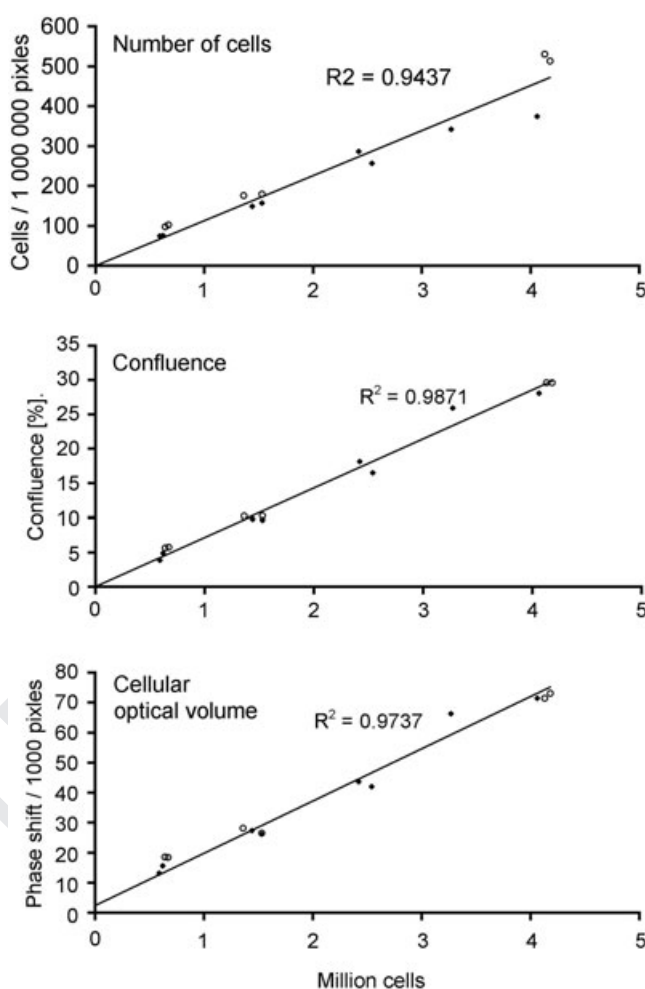 600
Number of cells
500
R2 = 0.9437
400
300
200
100
0
Cells / 1 000 000 pixles
0 1 2 3 4 5
35
Confluence
30
R² = 0.9871
25
20
15
10
5
0
Confluence [%].
0 1 2 3 4 5
80
Cellular
optical volume
70
R² = 0.9737
60
50
40
30
20
10
0
Phase shift / 1000 pixles
0 1 2 3 4 5
Million cells